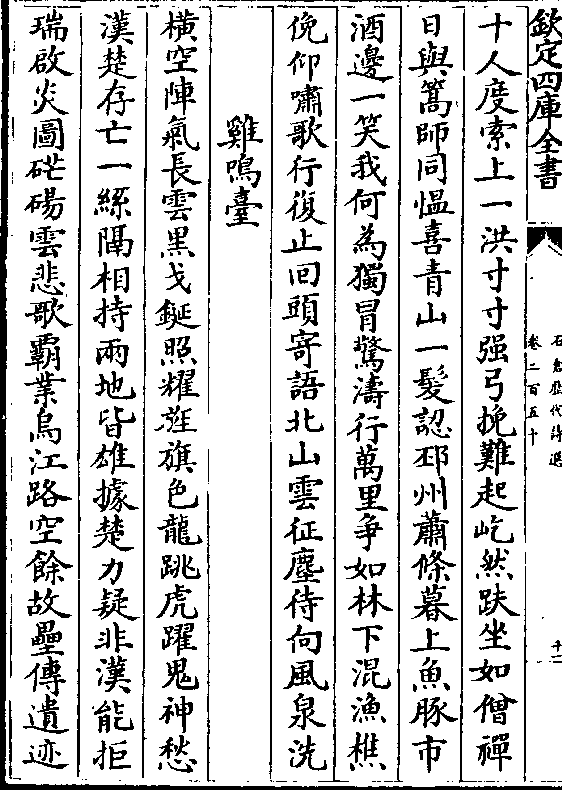 欽定四庫全書
石倉歷代詩選
卷二百五十
十二
十人度索上一洪寸寸强弓挽難起屹然趺坐如僧禪
日與篙師同愠喜青山一髮認邳州蕭條暮上魚豚市
酒邊一笑我何為獨冒驚濤行萬里争如林下混漁樵
俛仰嘯歌行復止回頭寄語北山雲征塵待向風泉洗
雞鳴臺
橫空陣氣長雲黑戈鋋照耀旌旗色龍跳虎躍鬼神愁
漢楚存亡一絲隔相持兩地皆雄據楚力疑非漢能拒
瑞啟炎圖硭碭雲悲歌霸業烏江路空餘故壘傳遺迹